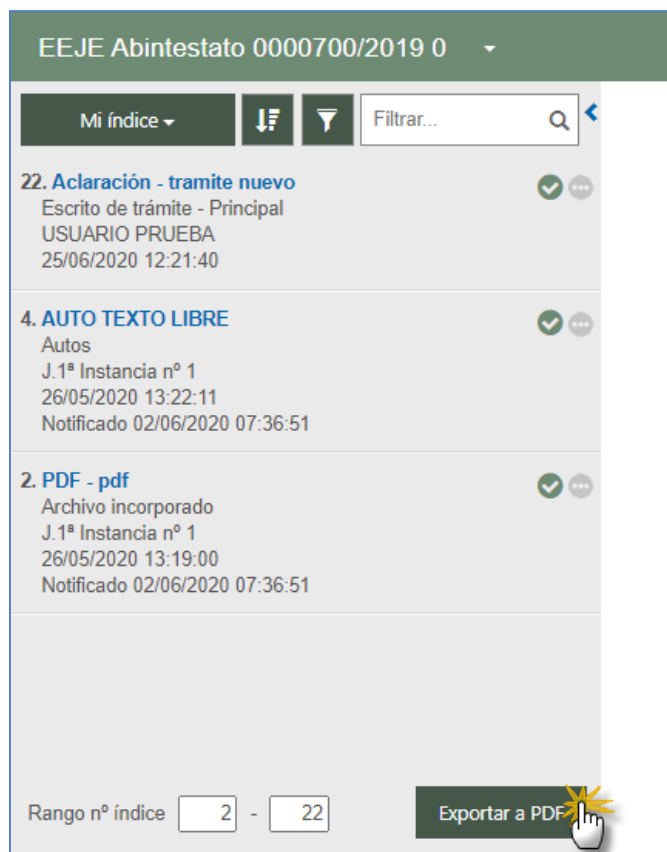 EEJE Abintestato 0000700/2019 0
Mi índice
Filtrar...
22. Aclaración - tramite nuevo
Escrito de trámite - Principal
USUARIO PRUEBA
25/06/2020 12:21:40
4. AUTO TEXTO LIBRE
Autos
J.1ª Instancia nº 1
26/05/2020 13:22:11
Notificado 02/06/2020 07:36:51
2. PDF - pdf
Archivo incorporado
J.1ª Instancia nº 1
26/05/2020 13:19:00
Notificado 02/06/2020 07:36:51
Rango nº índice 2 - 22 Exportar a PDF